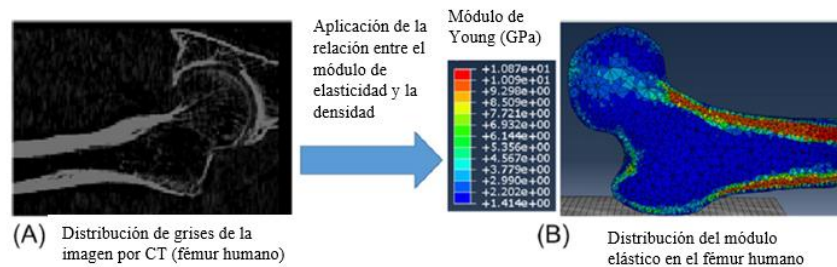 Aplicación de la
relación entre el
módulo de
elasticidad y la
densidad
Módulo de
Young (GPa)
+1.087e+01
+1.009e+01
+9.298e+00
+8.509e+00
+7.721e+00
+6.932e+00
+6.144e+00
+5.356e+00
+4.567e+00
+3.779e+00
+2.990e+00
+2.202e+00
+1.414e+00
(A)
Distribución de grises de la
imagen por CT (fémur humano)
(B)
Distribución del módulo
elástico en el fémur humano